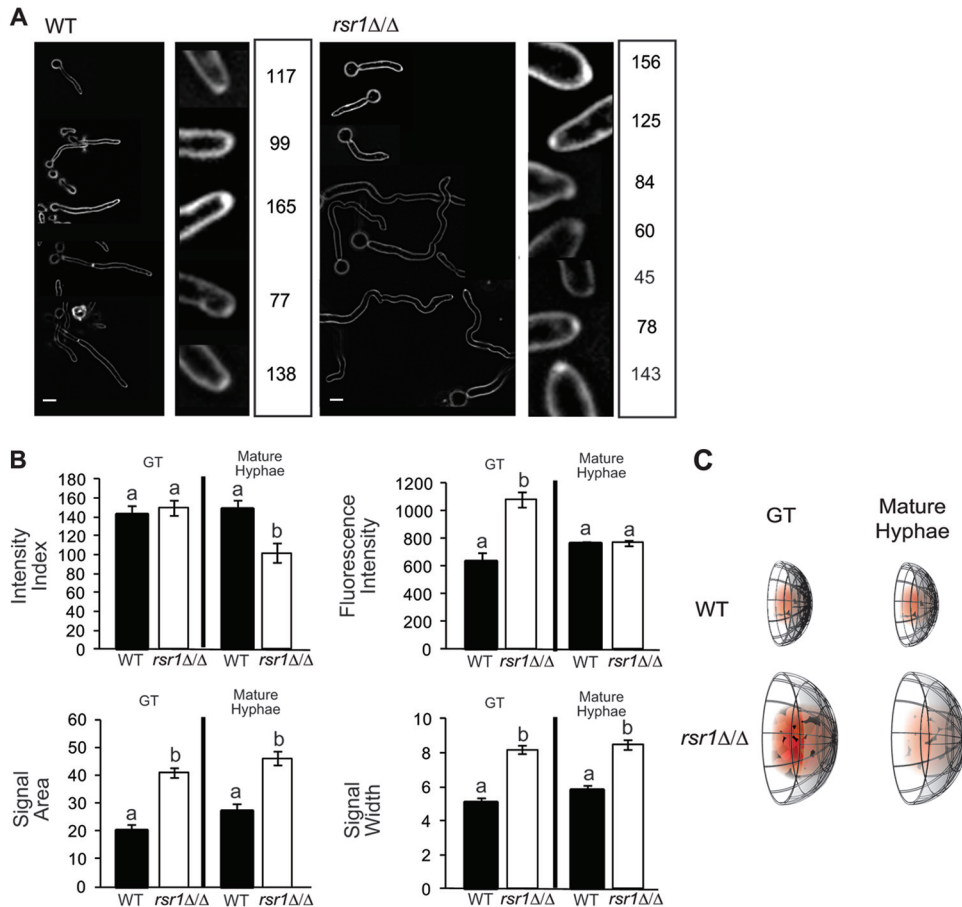 A
WT
rsr1Δ/Δ
117
99
165
77
138
156
125
84
60
45
78
143
B
GT
Mature
Hyphae
Intensity
Index
180
160
140
120
100
80
60
40
20
0
a
a
a
b
WT
rsr1Δ/Δ
WT
rsr1Δ/Δ
GT
Mature
Hyphae
Fluorescence
Intensity
1200
1000
800
600
400
200
0
a
b
a
a
WT
rsr1Δ/Δ
WT
rsr1Δ/Δ
GT
Mature
Hyphae
Signal
Area
60
50
40
30
20
10
0
a
b
a
b
WT
rsr1Δ/Δ
WT
rsr1Δ/Δ
GT
Mature
Hyphae
Signal
Width
10
8
6
4
2
0
a
b
a
b
WT
rsr1Δ/Δ
WT
rsr1Δ/Δ
C
GT
Mature
Hyphae
WT
rsr1Δ/Δ